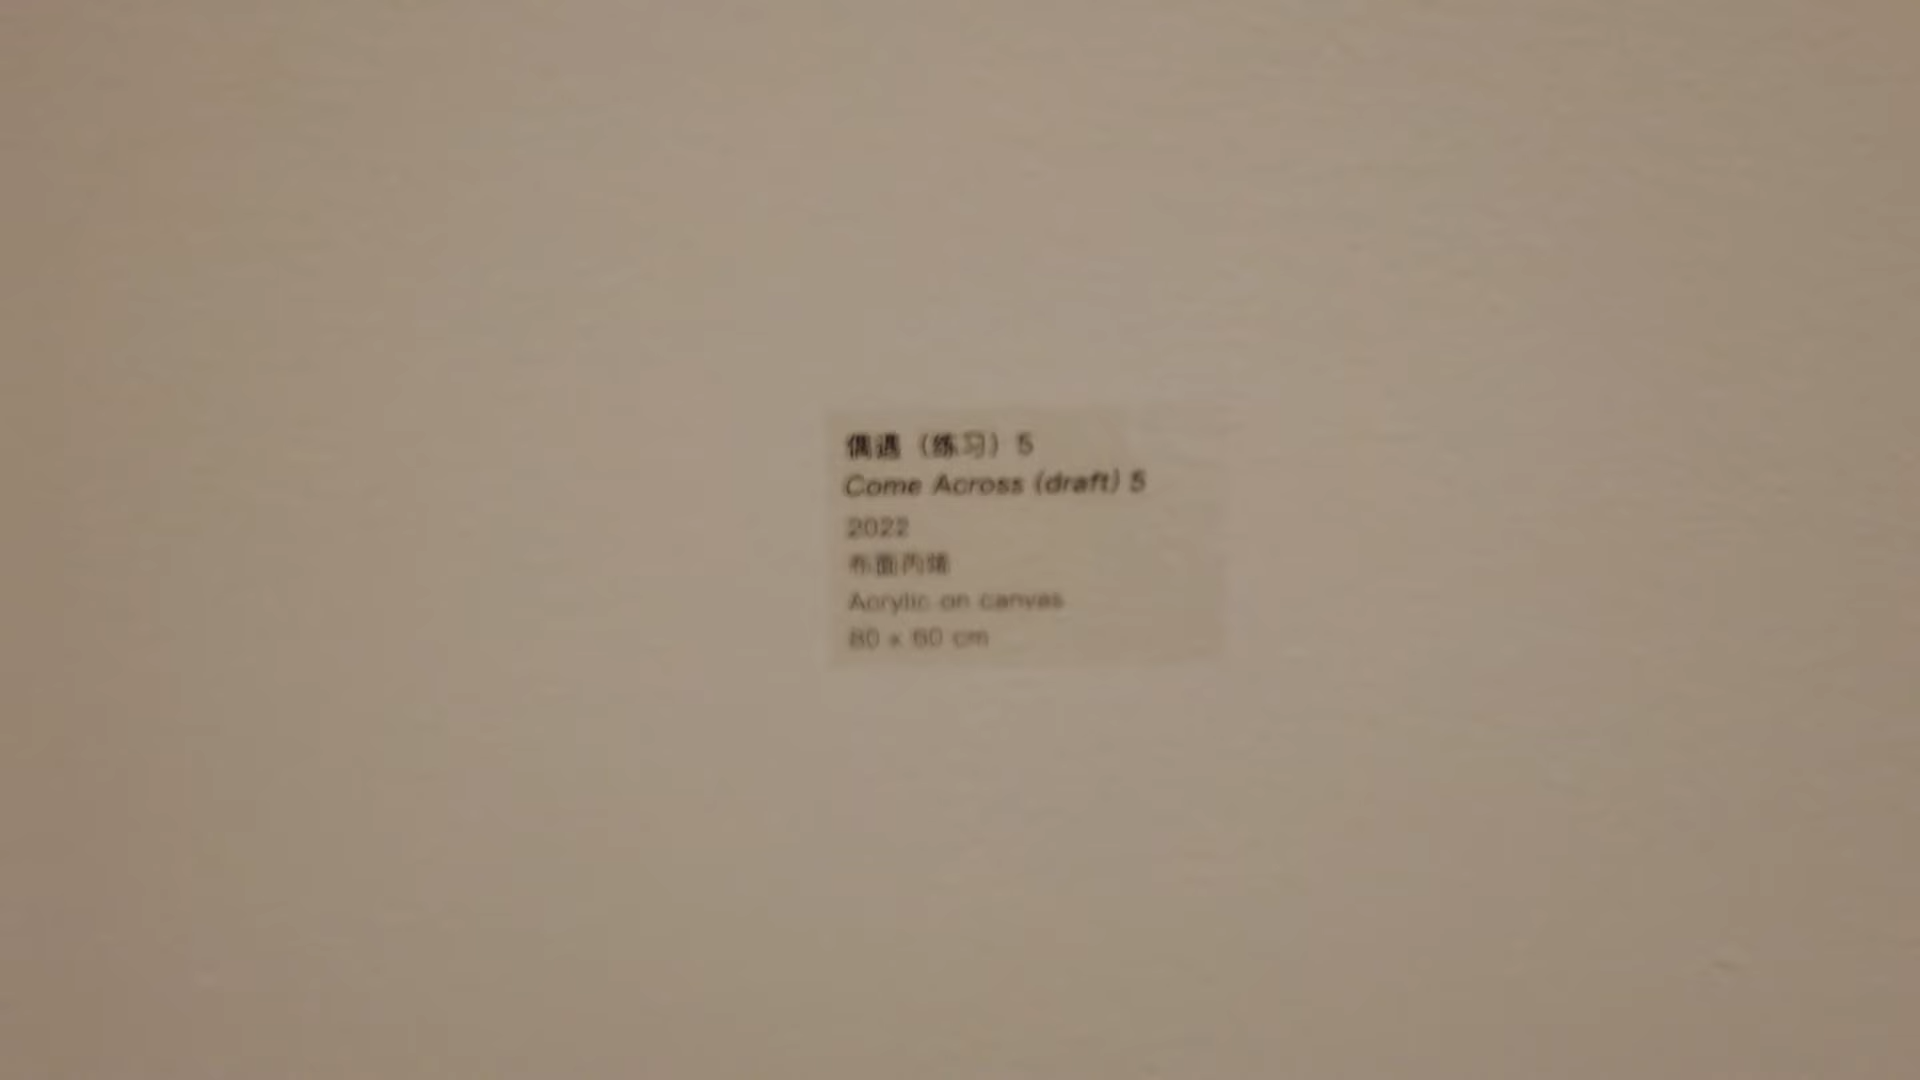 偶遇（练习）5
Come Across (draft) 5
2022
布面丙烯
Acrylic on canvas
80 × 60 cm